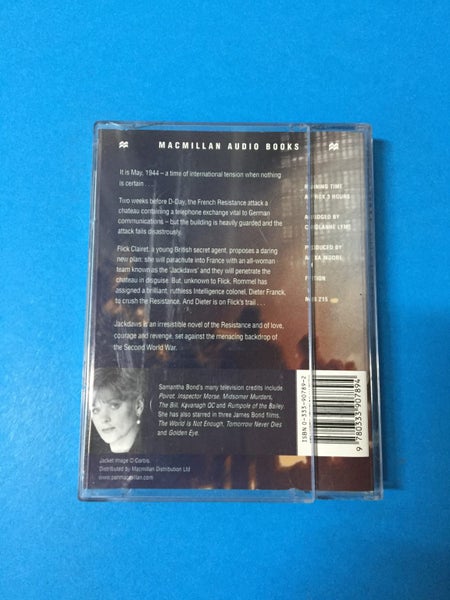 MACMILLAN AUDIO BOOKS
It is May, 1944 – a time of international tension when nothing
is certain . . .
Two weeks before D-Day, the French Resistance attack a
chateau containing a telephone exchange vital to German
communications – but the building is heavily guarded and the
attack fails disastrously.
Flick Clairet, a young British secret agent, proposes a daring
new plan: she will parachute into France with an all-woman
team known as the 'Jackdaws' and they will penetrate the
chateau in disguise. But, unknown to Flick, Rommel has
assigned a brilliant, ruthless Intelligence colonel, Dieter Franck,
to crush the Resistance. And Dieter is on Flick's trail . . .
Jackdaws is an irresistible novel of the Resistance and of love,
courage and revenge, set against the menacing backdrop of
the Second World War.
RUNNING TIME
APPROX 3 HOURS
ABRIDGED BY
PRODUCED BY
MOORE
FICTION
Samantha Bond's many television credits include
Poirot, Inspector Morse, Midsomer Murders,
The Bill, Kavanagh QC and Rumpole of the Bailey.
She has also starred in three James Bond films.
The World is Not Enough, Tomorrow Never Dies
and Golden Eye.
ISBN 0-333-90789-2
9 780333 907894
Jacket image © Corbis.
Distributed by Macmillan Distribution Ltd
www.panmacmillan.com